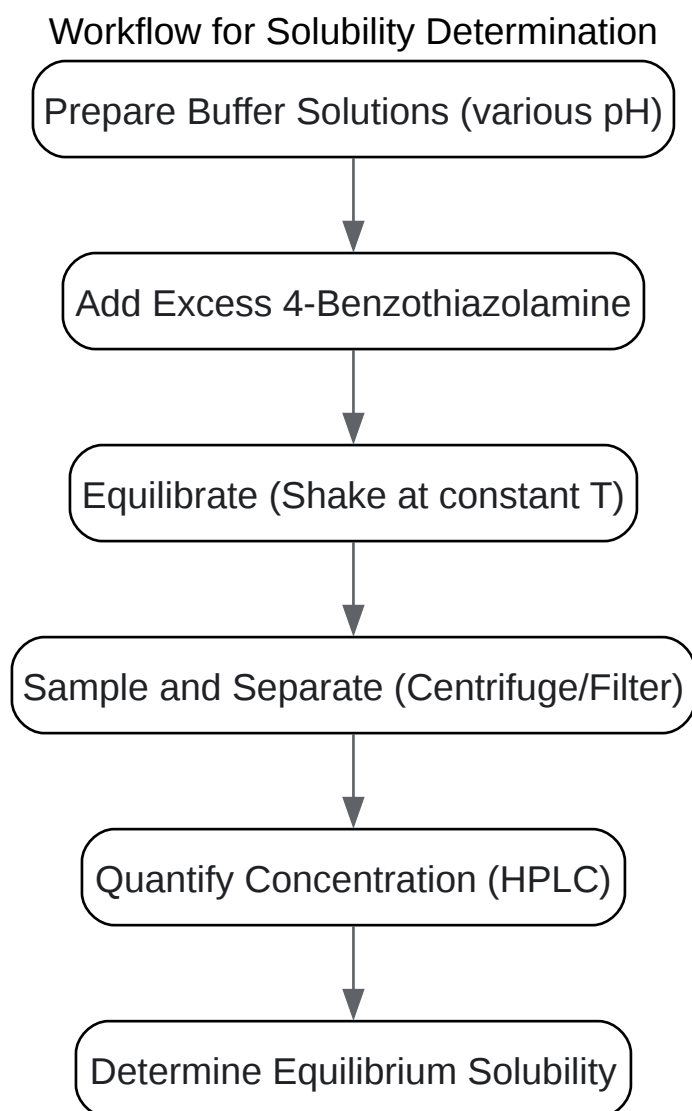 Workflow for Solubility Determination
Prepare Buffer Solutions (various pH)
Add Excess 4-Benzothiazolamine
Equilibrate (Shake at constant T)
Sample and Separate (Centrifuge/Filter)
Quantify Concentration (HPLC)
Determine Equilibrium Solubility